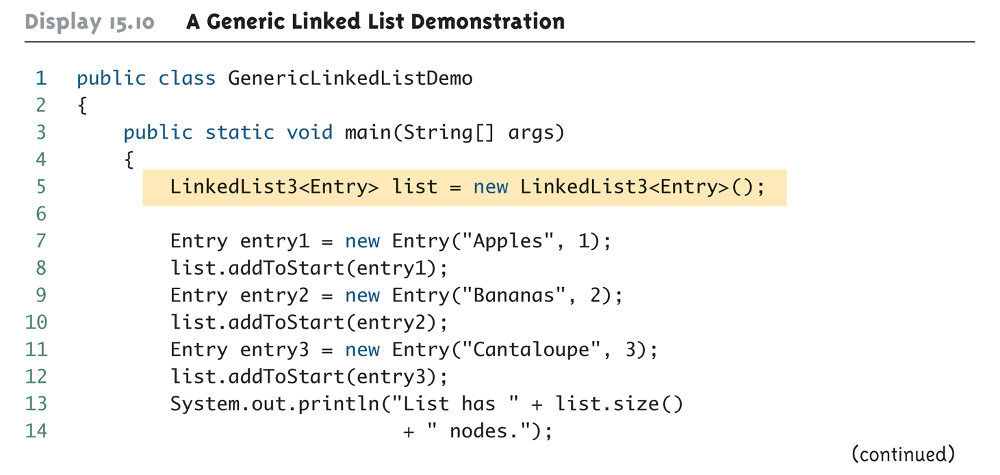 Display 15.10 A Generic Linked List Demonstration
1 public class GenericLinkedListDemo
2 {
3 public static void main(String[] args)
4 {
5 LinkedList3<Entry> list = new LinkedList3<Entry>();
6
7 Entry entry1 = new Entry("Apples", 1);
8 list.addToStart(entry1);
9 Entry entry2 = new Entry("Bananas", 2);
10 list.addToStart(entry2);
11 Entry entry3 = new Entry("Cantaloupe", 3);
12 list.addToStart(entry3);
13 System.out.println("List has " + list.size()
14 + " nodes.");
(continued)